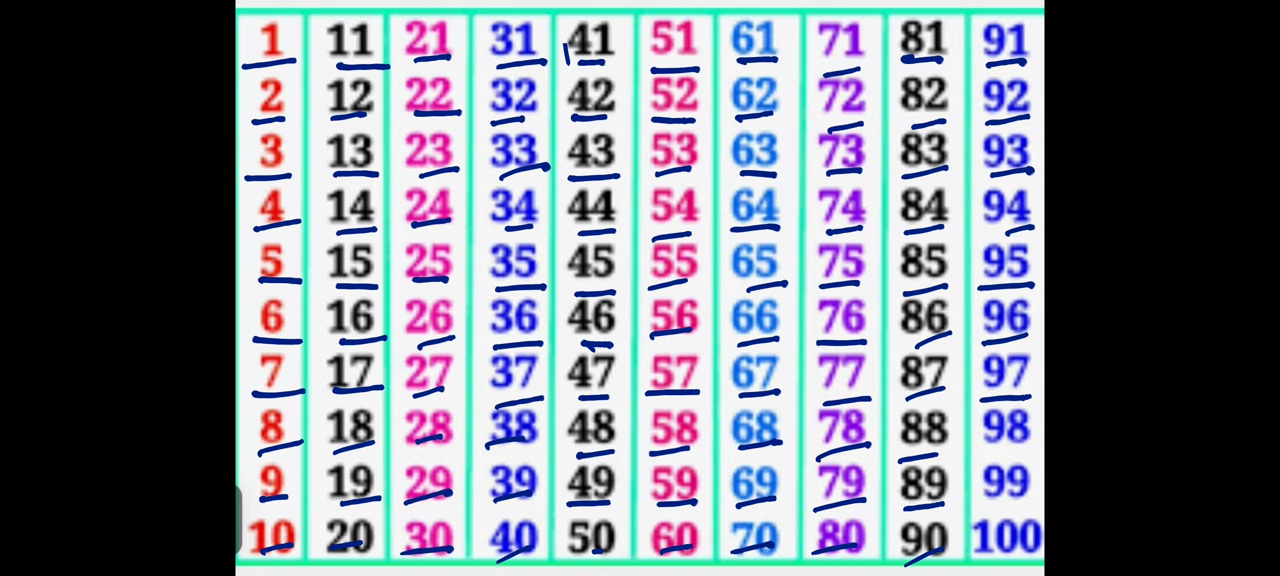 1 11 21 31 41 51 61 71 81 91
2 12 22 32 42 52 62 72 82 92
3 13 23 33 43 53 63 73 83 93
4 14 24 34 44 54 64 74 84 94
5 15 25 35 45 55 65 75 85 95
6 16 26 36 46 56 66 76 86 96
7 17 27 37 47 57 67 77 87 97
8 18 28 38 48 58 68 78 88 98
9 19 29 39 49 59 69 79 89 99
10 20 30 40 50 60 70 80 90 100